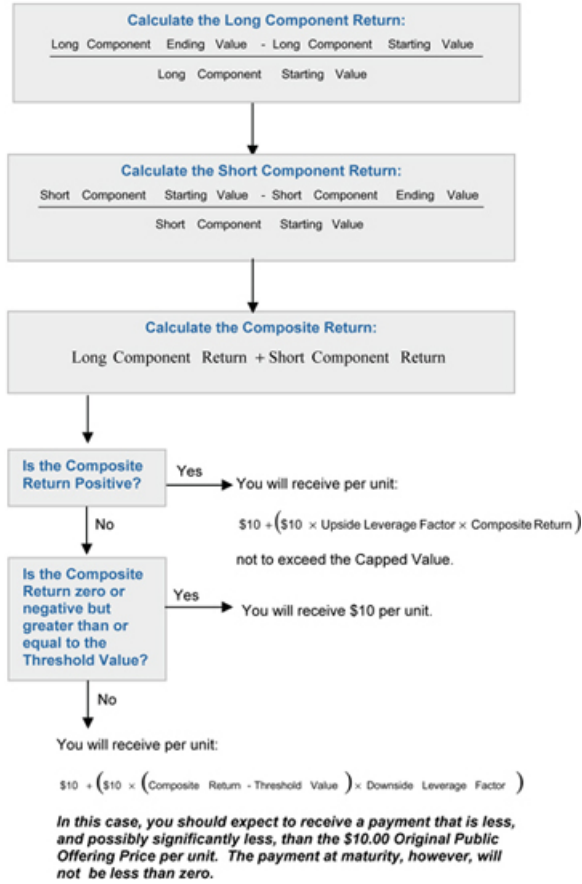 Calculate the Long Component Return:
Long Component Ending Value - Long Component Starting Value
Long Component Starting Value
Calculate the Short Component Return:
Short Component Starting Value - Short Component Ending Value
Short Component Starting Value
Calculate the Composite Return:
Long Component Return + Short Component Return
Is the Composite
Return Positive?
Yes
You will receive per unit:
$10 + ($10 × Upside Leverage Factor × Composite Return)
not to exceed the Capped Value.
No
Is the Composite
Return zero or
negative but
greater than or
equal to the
Threshold Value?
Yes
You will receive $10 per unit.
No
You will receive per unit:
$10 + ($10 × (Composite Return - Threshold Value) × Downside Leverage Factor)
In this case, you should expect to receive a payment that is less,
and possibly significantly less, than the $10.00 Original Public
Offering Price per unit. The payment at maturity, however, will
not be less than zero.